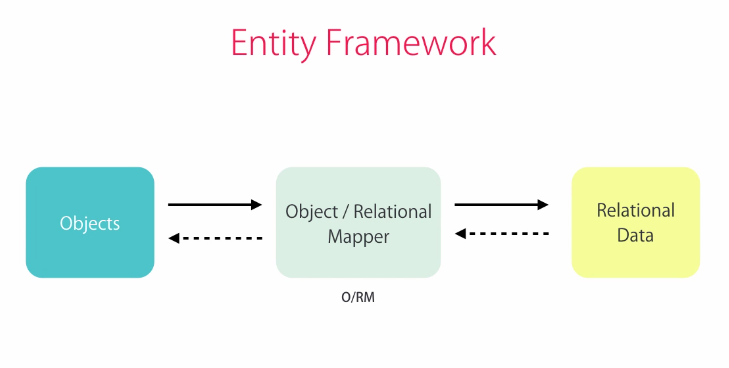 Entity Framework
Objects
Object / Relational
Mapper
Relational
Data
O/RM